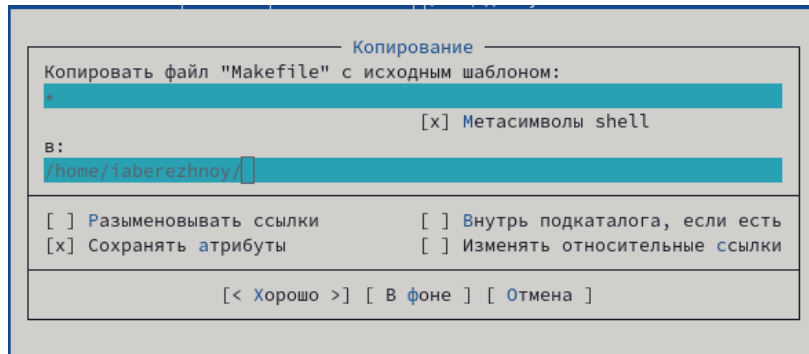 Копирование
Копировать файл "Makefile" с исходным шаблоном:
*
[x] Метасимволы shell
в:
/home/iaberezhnoy/
[ ] Разыменовывать ссылки [ ] Внутрь подкаталога, если есть
[x] Сохранять атрибуты [ ] Изменять относительные ссылки
[< Хорошо >] [ В фоне ] [ Отмена ]